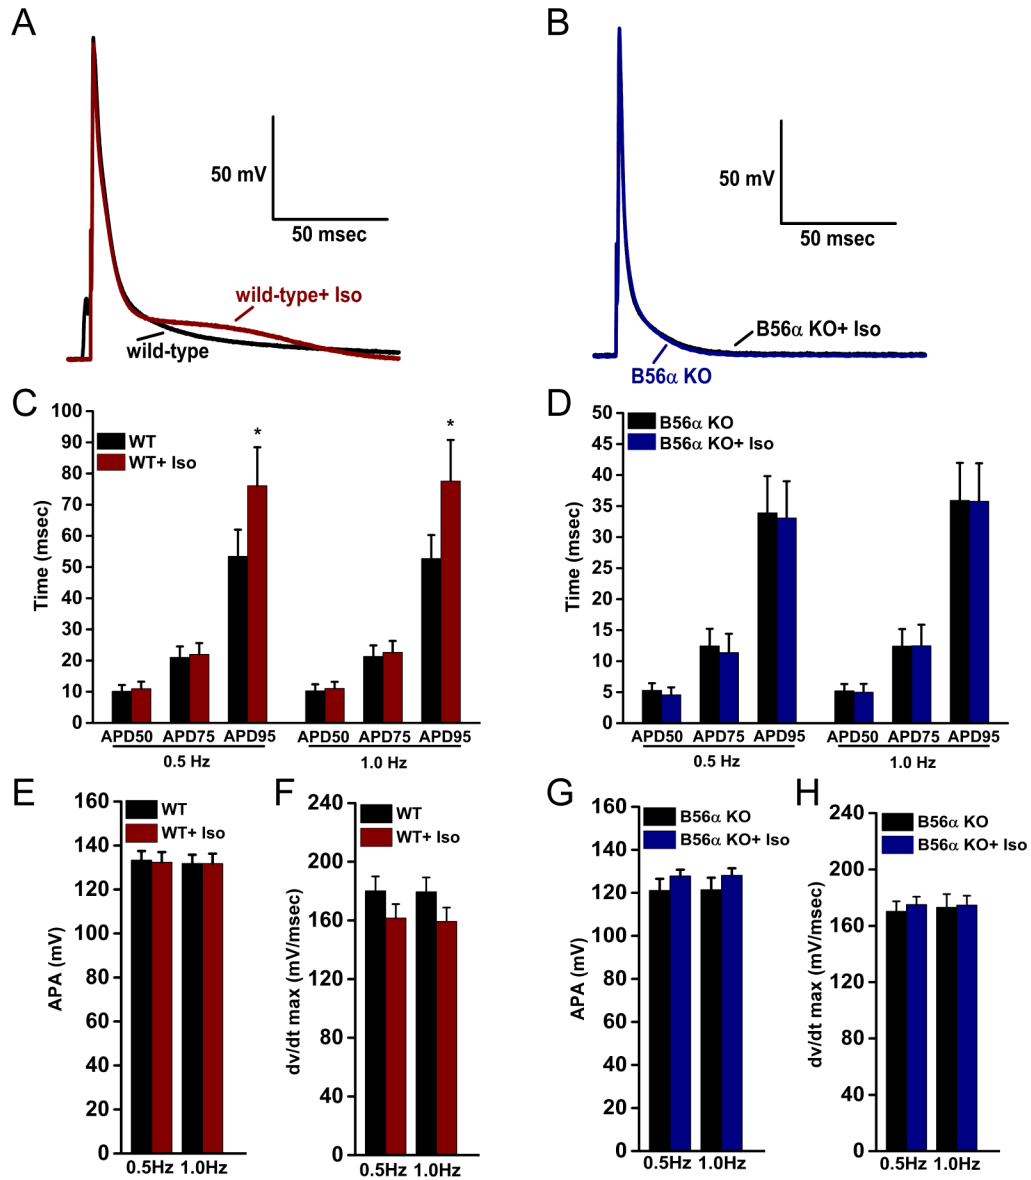 A
50 mV
50 msec
wild-type+ Iso
wild-type
B
50 mV
50 msec
B56α KO+ Iso
B56α KO
C
100
90
80
70
60
50
40
30
20
10
0
Time (msec)
WT
WT+ Iso
*
*
APD50 APD75 APD95 APD50 APD75 APD95
0.5 Hz 1.0 Hz
D
50
45
40
35
30
25
20
15
10
5
0
Time (msec)
B56α KO
B56α KO+ Iso
APD50 APD75 APD95 APD50 APD75 APD95
0.5 Hz 1.0 Hz
E
160
140
120
100
80
60
40
20
0
APA (mV)
WT
WT+ Iso
0.5Hz 1.0Hz
F
240
200
160
120
80
40
0
dv/dt max (mV/msec)
WT
WT+ Iso
0.5Hz 1.0Hz
G
160
140
120
100
80
60
40
20
0
APA (mV)
B56α KO
B56α KO+ Iso
0.5Hz 1.0Hz
H
240
200
160
120
80
40
0
dv/dt max (mV/msec)
B56α KO
B56α KO+ Iso
0.5Hz 1.0Hz